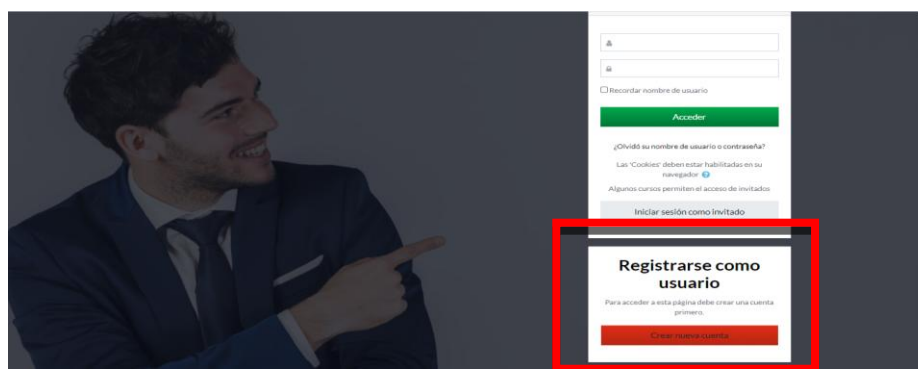 Recordar nombre de usuario
Acceder
¿Olvidó su nombre de usuario o contraseña?
Las 'Cookies' deben estar habilitadas en su
navegador
Algunos cursos permiten el acceso de invitados
Iniciar sesión como invitado
Registrarse como
usuario
Para acceder a esta página debe crear una cuenta
primero.
Crear nueva cuenta